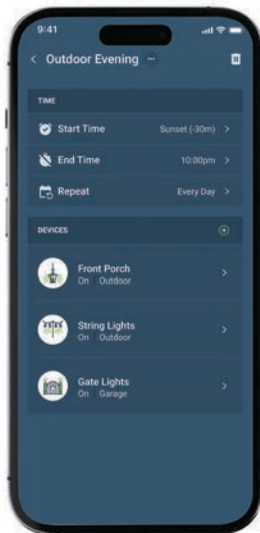 9:41
Outdoor Evening
TIME
Start Time Sunset (-30m)
End Time 10:00pm
Repeat Every Day
DEVICES
Front Porch
On Outdoor
String Lights
On Outdoor
Gate Lights
On Garage